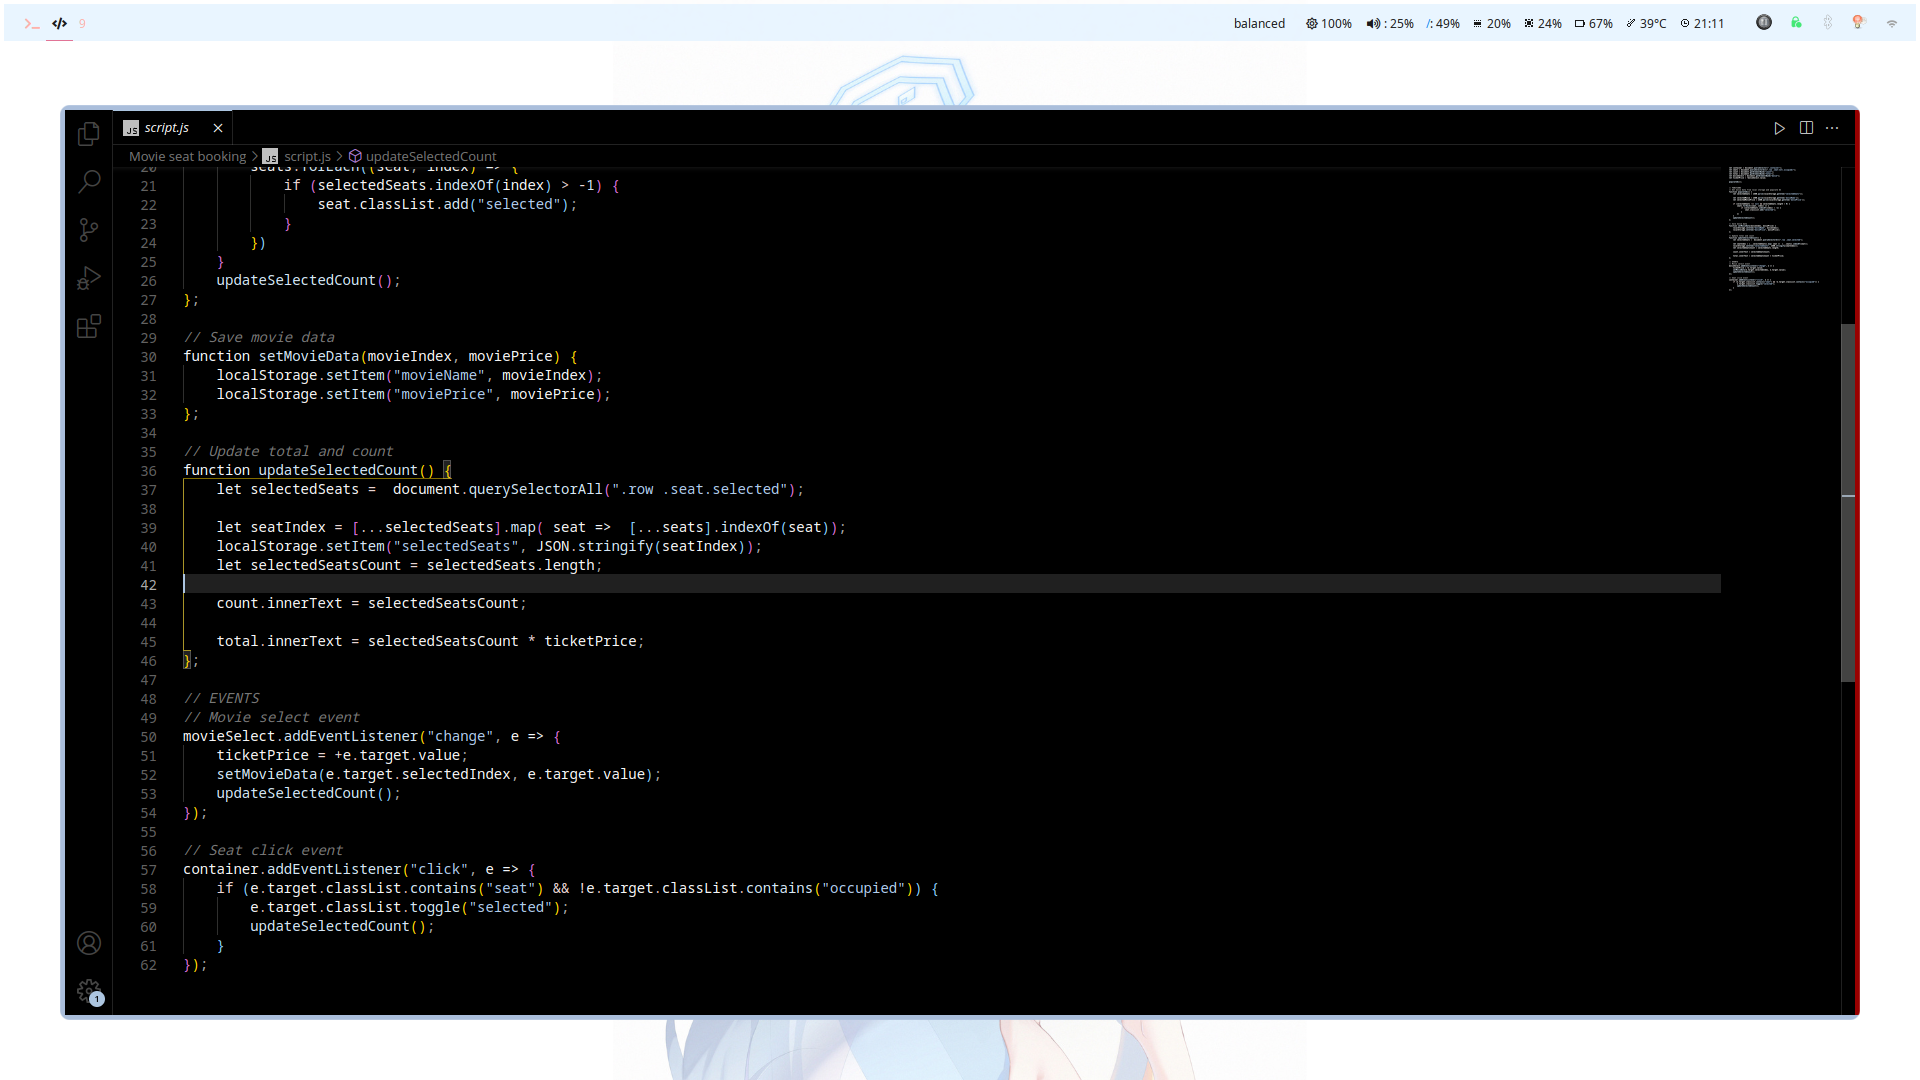 9
balanced 100% : 25% /: 49% 20% 24% 67% 39°C 21:11
JS script.js
Movie seat booking > JS script.js > updateSelectedCount
20 seats.forEach((seat, index) => {
21 if (selectedSeats.indexOf(index) > -1) {
22 seat.classList.add("selected");
23 }
24 })
25 }
26 updateSelectedCount();
27 };
28
29 // Save movie data
30 function setMovieData(movieIndex, moviePrice) {
31 localStorage.setItem("movieName", movieIndex);
32 localStorage.setItem("moviePrice", moviePrice);
33 };
34
35 // Update total and count
36 function updateSelectedCount() {
37 let selectedSeats =  document.querySelectorAll(".row .seat.selected");
38
39 let seatIndex = [...selectedSeats].map( seat =>  [...seats].indexOf(seat));
40 localStorage.setItem("selectedSeats", JSON.stringify(seatIndex));
41 let selectedSeatsCount = selectedSeats.length;
42
43 count.innerText = selectedSeatsCount;
44
45 total.innerText = selectedSeatsCount * ticketPrice;
46 };
47
48 // EVENTS
49 // Movie select event
50 movieSelect.addEventListener("change", e => {
51 ticketPrice = +e.target.value;
52 setMovieData(e.target.selectedIndex, e.target.value);
53 updateSelectedCount();
54 });
55
56 // Seat click event
57 container.addEventListener("click", e => {
58 if (e.target.classList.contains("seat") && !e.target.classList.contains("occupied")) {
59 e.target.classList.toggle("selected");
60 updateSelectedCount();
61 }
62 });
1